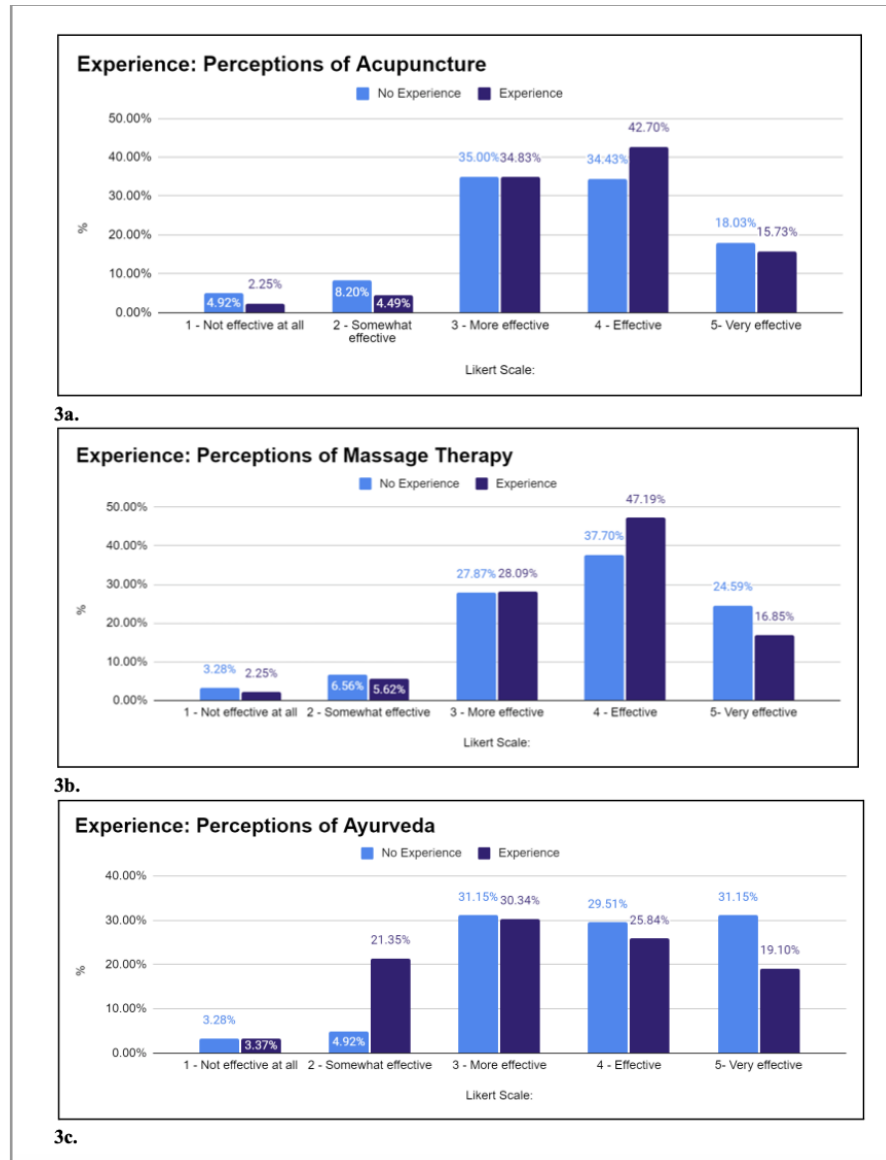 Experience: Perceptions of Acupuncture
No Experience Experience
50.00%
40.00%
30.00%
20.00%
10.00%
0.00%
%
4.92% 2.25%
8.20% 4.49%
35.00% 34.83%
34.43% 42.70%
18.03% 15.73%
1 - Not effective at all 2 - Somewhat effective 3 - More effective 4 - Effective 5- Very effective
Likert Scale:
3a.
Experience: Perceptions of Massage Therapy
No Experience Experience
50.00%
40.00%
30.00%
20.00%
10.00%
0.00%
%
3.28% 2.25%
6.56% 5.62%
27.87% 28.09%
37.70% 47.19%
24.59% 16.85%
1 - Not effective at all 2 - Somewhat effective 3 - More effective 4 - Effective 5- Very effective
Likert Scale:
3b.
Experience: Perceptions of Ayurveda
No Experience Experience
40.00%
30.00%
20.00%
10.00%
0.00%
%
3.28% 3.37%
4.92% 21.35%
31.15% 30.34%
29.51% 25.84%
31.15% 19.10%
1 - Not effective at all 2 - Somewhat effective 3 - More effective 4 - Effective 5- Very effective
Likert Scale:
3c.